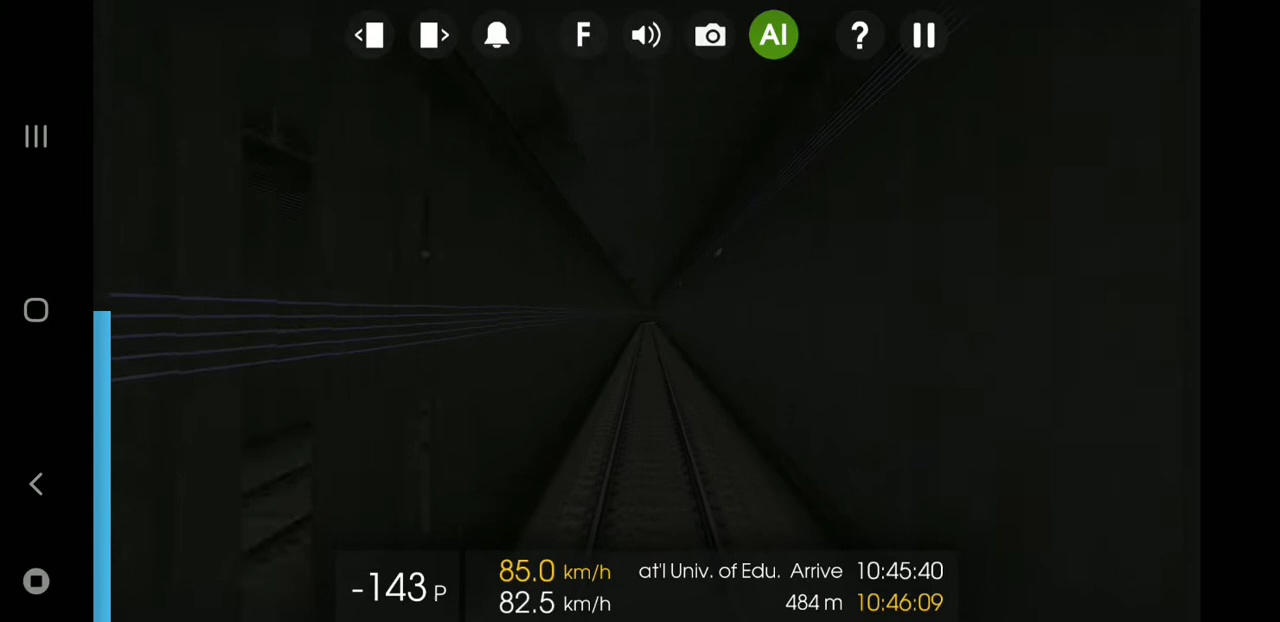 F AI ?
-143 P
85.0 km/h at'l Univ. of Edu. Arrive 10:45:40
82.5 km/h 484 m 10:46:09